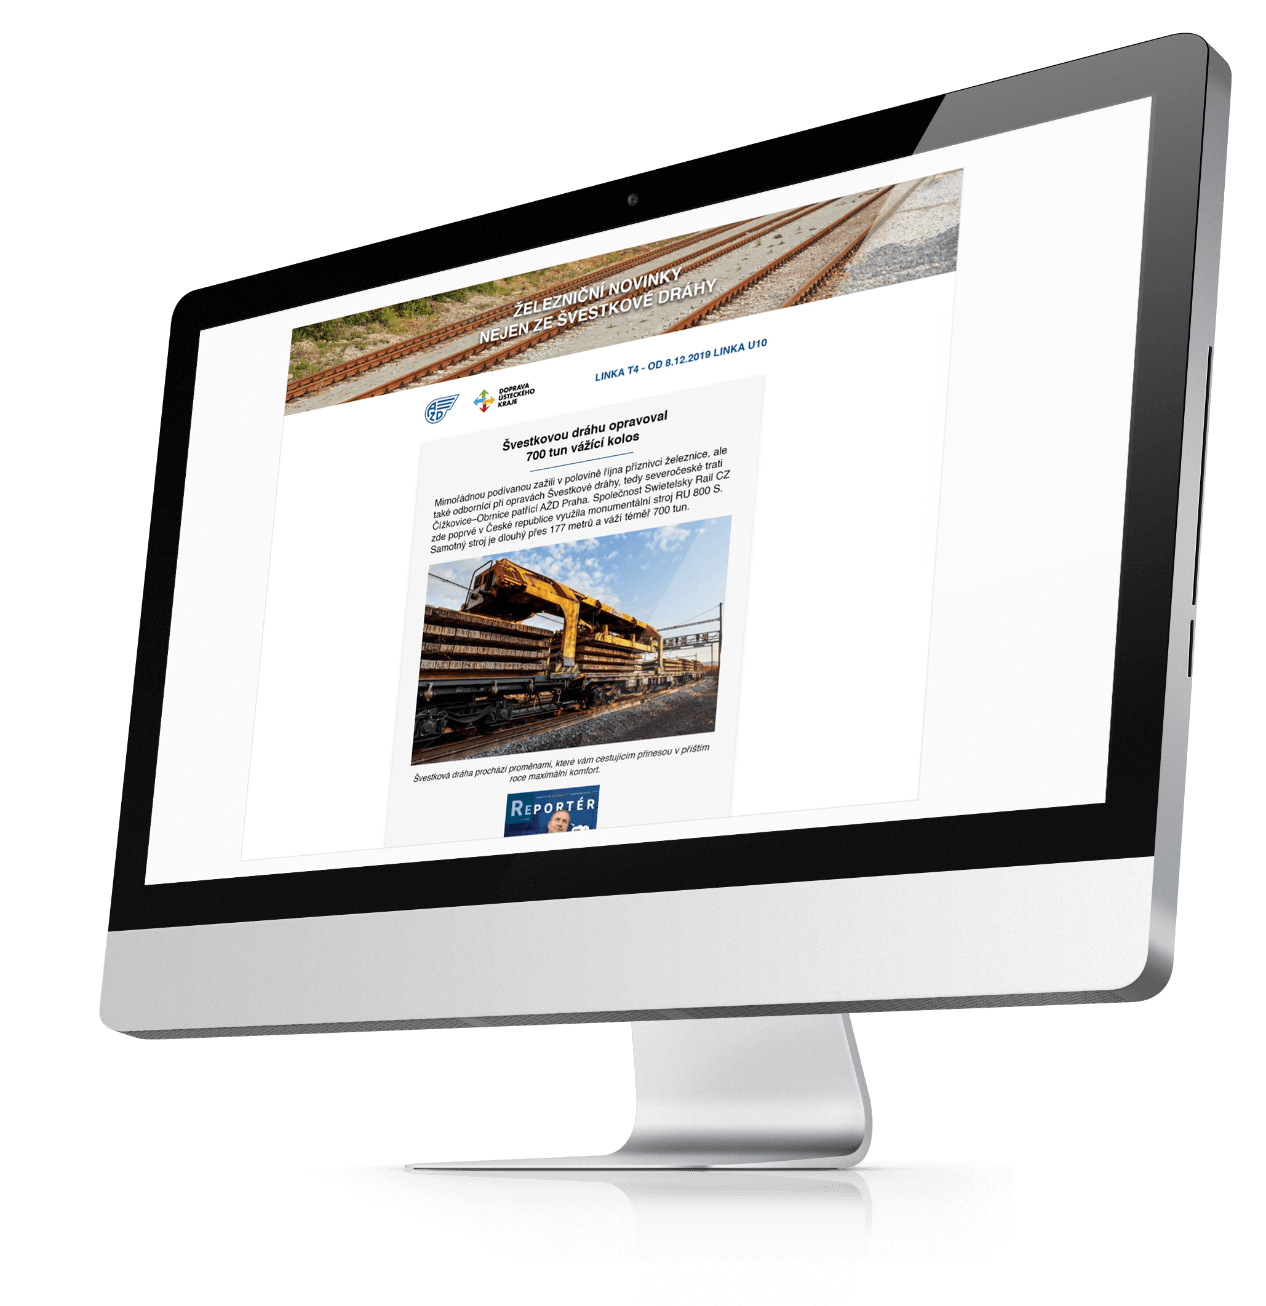 ŽELEZNIČNÍ NOVINKY
NEJEN ZE ŠVESTKOVÉ DRÁHY
AŽD
DOPRAVA
ÚSTECKÉHO
KRAJE
LINKA T4 - OD 8.12.2019 LINKA U10
Švestkovou dráhu opravoval
700 tun vážící kolos
Mimořádnou podívanou zažili v polovině října příznivci železnice, ale
také odborníci při opravách Švestkové dráhy, tedy severočeské trati
Čížkovice–Obrnice patřící AŽD Praha. Společnost Swietelsky Rail CZ
zde poprvé v České republice využila monumentální stroj RU 800 S.
Samotný stroj je dlouhý přes 177 metrů a váží téměř 700 tun.
Švestková dráha prochází proměnami, které vám cestujícím přinesou v příštím
roce maximální komfort.
REPORTÉR